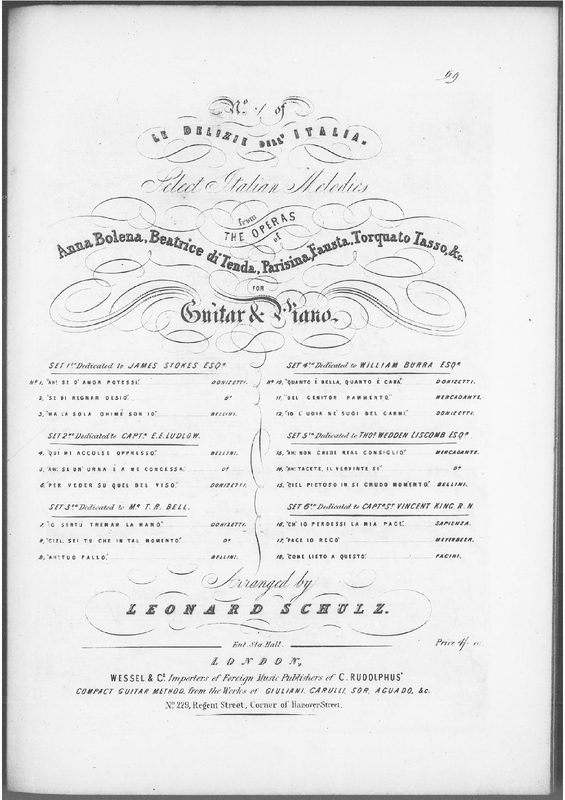 69
No. 1 of
LE DELIZIE DELL' ITALIA.
Select Italian Melodies
from
THE OPERAS
of
Anna Bolena, Beatrice di Tenda, Parisina, Fausta, Torquato Tasso, &c.
FOR
Guitar & Piano.
SET 1st Dedicated to JAMES STOKES ESQR
No 1, "AH! SE D' AMOR POTESSI." DONIZETTI.
2, "SE DI REGNAR DESIO." Do
3, "MA LA SOLA OHIMÉ SON IO." BELLINI.
SET 2nd Dedicated to CAPTN. E.E. LUDLOW.
4, "QUI MI ACCOLSE OPPRESSO." BELLINI.
5, "AH! SE UN' URNA È A ME CONCESSA." Do
6, "PER VEDER SU QUEL DEL VISO." DONIZETTI.
SET 3rd Dedicated to MR. T. R. BELL.
7, "IO SENTÚ TREMAR LA MANO." DONIZETTI.
8, "CIEL SEI TU CHE IN TAL MOMENTO." Do
9, "AH! TUO FALLO." BELLINI.
SET 4th Dedicated to WILLIAM BURRA ESQR
No 10, "QUANTO É BELLA, QUANTO É CARA." DONIZETTI.
11, "DEL GENITOR RAMMENTO." MERCADANTE.
12, "IO L' UDIA NE' SUOI BEL CARMI." DONIZETTI.
SET 5th Dedicated to THOS. WEDDEN LISCOMB ESQR
13, "AH! NON CREDI REAL CONSIGLIO." MERCADANTE.
14, "AH! TACETE, IL VERVINTE SI." Do
15, "CIEL PIETOSO IN SI CRUDO MOMENTO." BELLINI.
SET 6th Dedicated to CAPTN. ST. VINCENT KING, R.N.
16, "CH' IO PERDESSI LA MIA PACE." SAPIENZA.
17, "PACE IO RECO." MEYERBEER.
18, "COME LIETO A QUESTO." PACINI.
Arranged by
LEONARD SCHULZ.
Ent. Sta. Hall. Price 4/-
LONDON,
WESSEL & Co. Importers of Foreign Music Publishers of C. RUDOLPHUS'
COMPACT GUITAR METHOD, from the Works of GIULIANI, CARULLI, SOR, AGUADO, &c.
No. 229, Regent Street, Corner of Hanover Street.